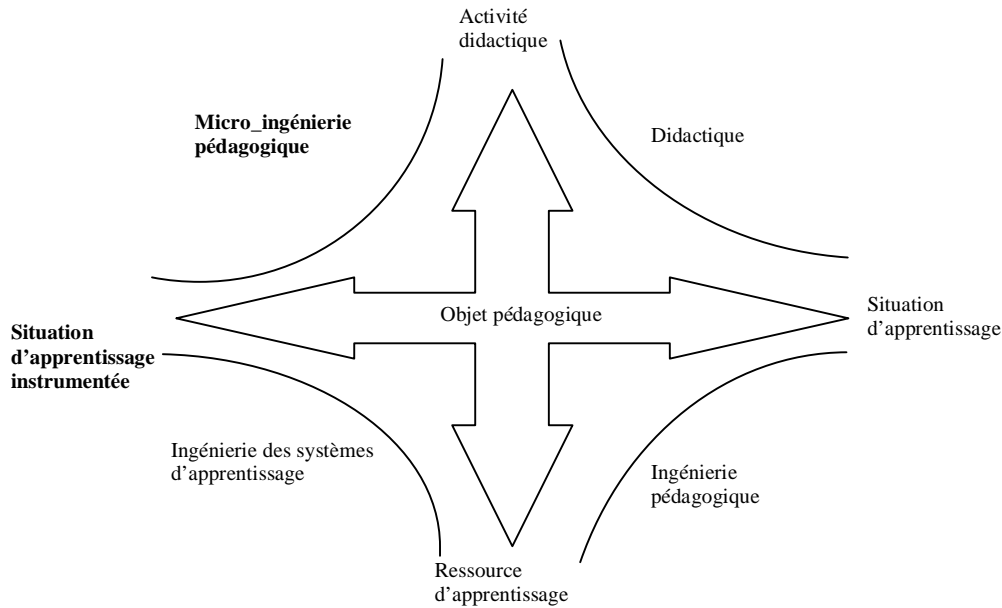 Activité
didactique
Micro_ingénierie
pédagogique
Didactique
Objet pédagogique
Situation
d'apprentissage
Situation
d'apprentissage
instrumentée
Ingénierie des systèmes
d'apprentissage
Ingénierie
pédagogique
Ressource
d'apprentissage